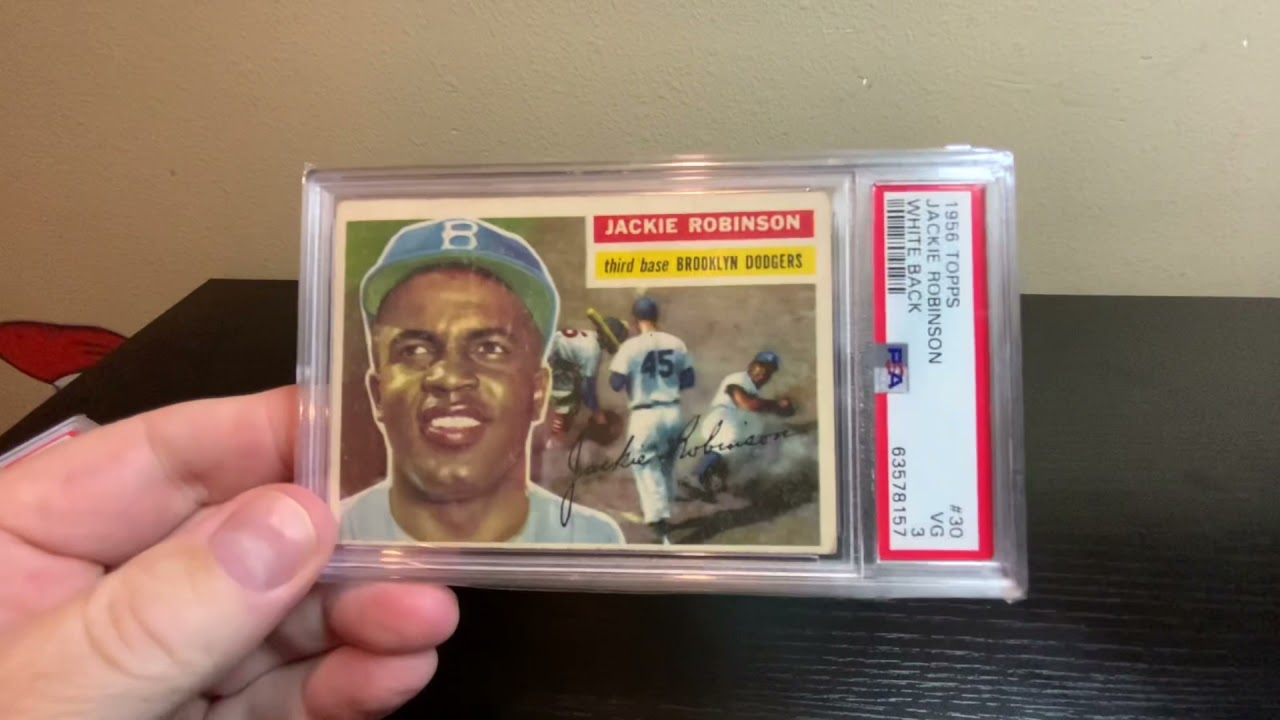 B
JACKIE ROBINSON
third base BROOKLYN DODGERS
45
Jackie Robinson
1956 TOPPS
JACKIE ROBINSON
WHITE BACK
PSA
#30
VG
3
63578157